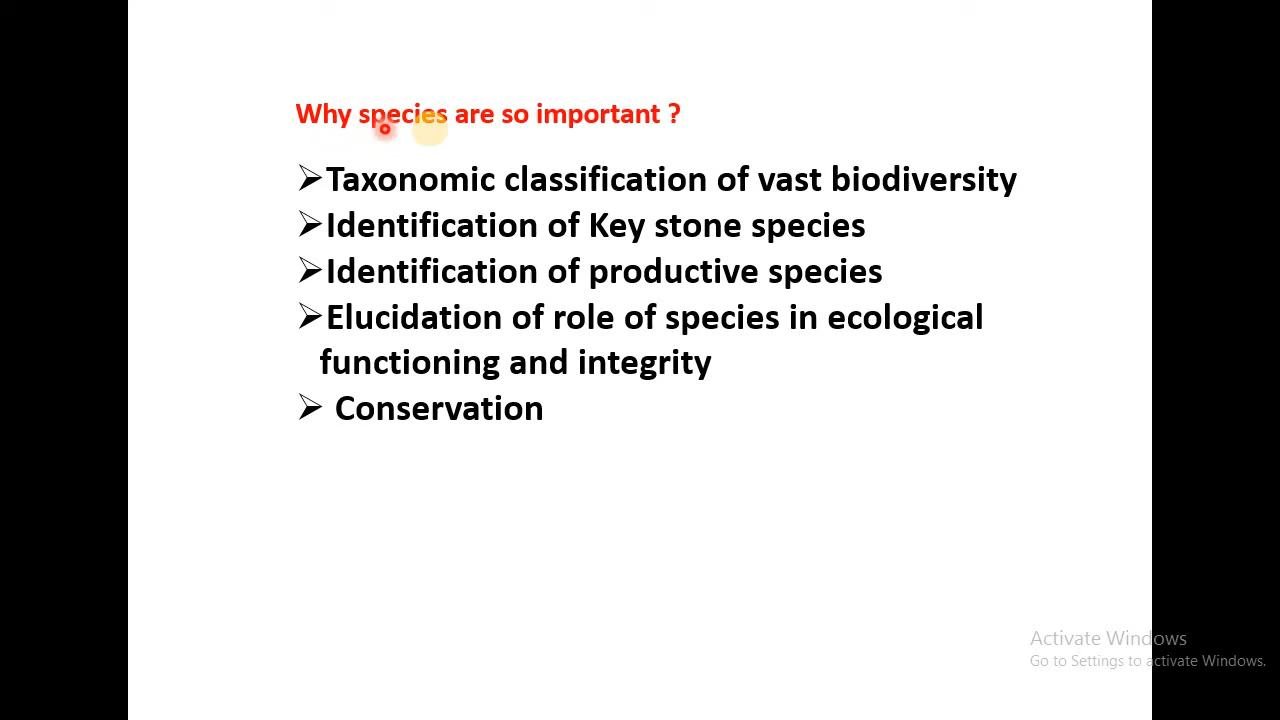 Why species are so important ?
➢Taxonomic classification of vast biodiversity
➢Identification of Key stone species
➢Identification of productive species
➢Elucidation of role of species in ecological
functioning and integrity
➢ Conservation
Activate Windows
Go to Settings to activate Windows.